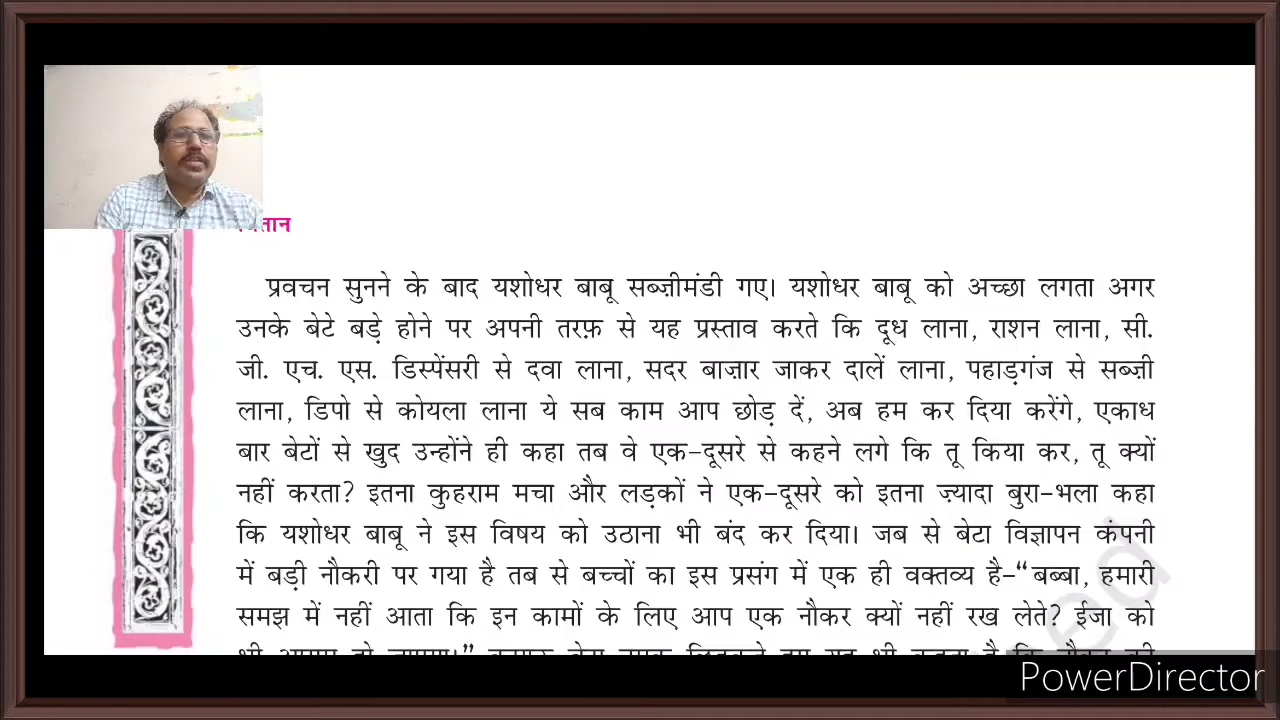 तान
प्रवचन सुनने के बाद यशोधर बाबू सब्ज़ीमंडी गए। यशोधर बाबू को अच्छा लगता अगर
उनके बेटे बड़े होने पर अपनी तरफ़ से यह प्रस्ताव करते कि दूध लाना, राशन लाना, सी.
जी. एच. एस. डिस्पेंसरी से दवा लाना, सदर बाज़ार जाकर दालें लाना, पहाड़गंज से सब्ज़ी
लाना, डिपो से कोयला लाना ये सब काम आप छोड़ दें, अब हम कर दिया करेंगे, एकाध
बार बेटों से खुद उन्होंने ही कहा तब वे एक-दूसरे से कहने लगे कि तू किया कर, तू क्यों
नहीं करता? इतना कुहराम मचा और लड़कों ने एक-दूसरे को इतना ज़्यादा बुरा-भला कहा
कि यशोधर बाबू ने इस विषय को उठाना भी बंद कर दिया। जब से बेटा विज्ञापन कंपनी
में बड़ी नौकरी पर गया है तब से बच्चों का इस प्रसंग में एक ही वक्तव्य है-“बब्बा, हमारी
समझ में नहीं आता कि इन कामों के लिए आप एक नौकर क्यों नहीं रख लेते? ईजा को
PowerDirector